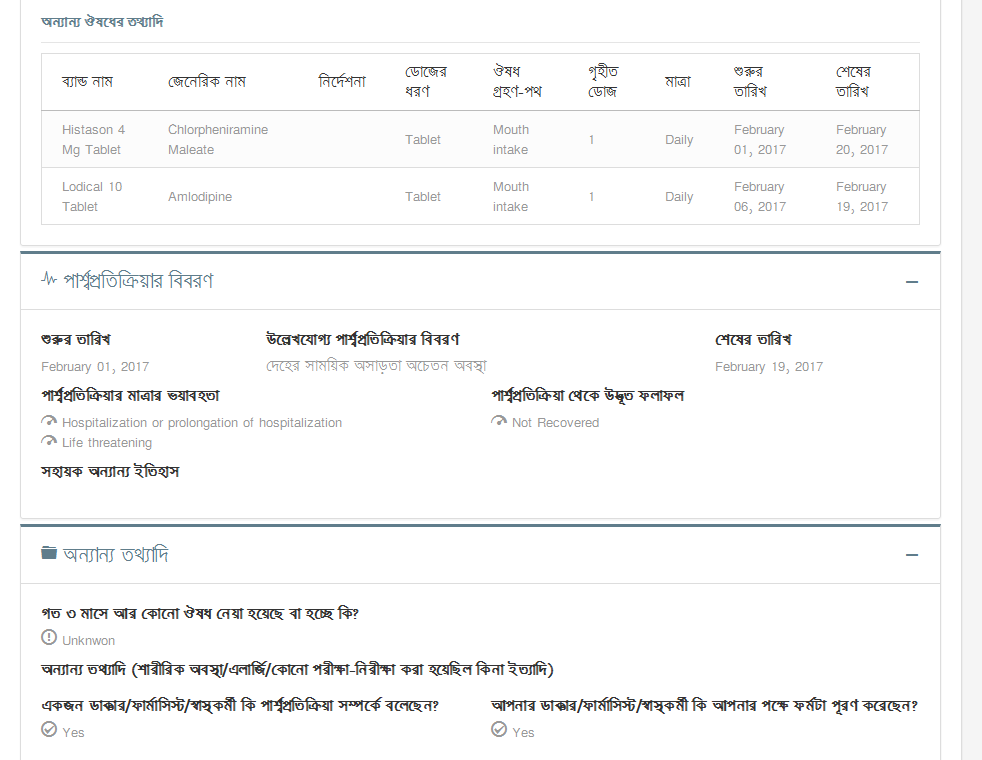 অন্যান্য ঔষধের তথ্যাদি
ব্যান্ড নাম জেনেরিক নাম নির্দেশনা ডোজের ধরণ ঔষধ গ্রহণ-পথ গৃহীত ডোজ মাত্রা শুরুর তারিখ শেষের তারিখ
Histason 4 Mg Tablet Chlorpheniramine Maleate Tablet Mouth intake 1 Daily February 01, 2017 February 20, 2017
Lodical 10 Tablet Amlodipine Tablet Mouth intake 1 Daily February 06, 2017 February 19, 2017
পার্শ্বপ্রতিক্রিয়ার বিবরণ
শুরুর তারিখ উল্লেখযোগ্য পার্শ্বপ্রতিক্রিয়ার বিবরণ শেষের তারিখ
February 01, 2017 দেহের সাময়িক অসাড়তা অচেতন অবস্থা February 19, 2017
পার্শ্বপ্রতিক্রিয়ার মাত্রার ভয়াবহতা পার্শ্বপ্রতিক্রিয়া থেকে উদ্ভূত ফলাফল
Hospitalization or prolongation of hospitalization Not Recovered
Life threatening
সহায়ক অন্যান্য ইতিহাস
অন্যান্য তথ্যাদি
গত ৩ মাসে আর কোনো ঔষধ নেয়া হয়েছে বা হচ্ছে কি?
Unknwon
অন্যান্য তথ্যাদি (শারীরিক অবস্থা/এলার্জি/কোনো পরীক্ষা-নিরীক্ষা করা হয়েছিল কিনা ইত্যাদি)
একজন ডাক্তার/ফার্মাসিস্ট/স্বাস্থ্যকর্মী কি পার্শ্বপ্রতিক্রিয়া সম্পর্কে বলেছেন? আপনার ডাক্তার/ফার্মাসিস্ট/স্বাস্থ্যকর্মী কি আপনার পক্ষে ফর্মটা পূরণ করেছেন?
Yes Yes